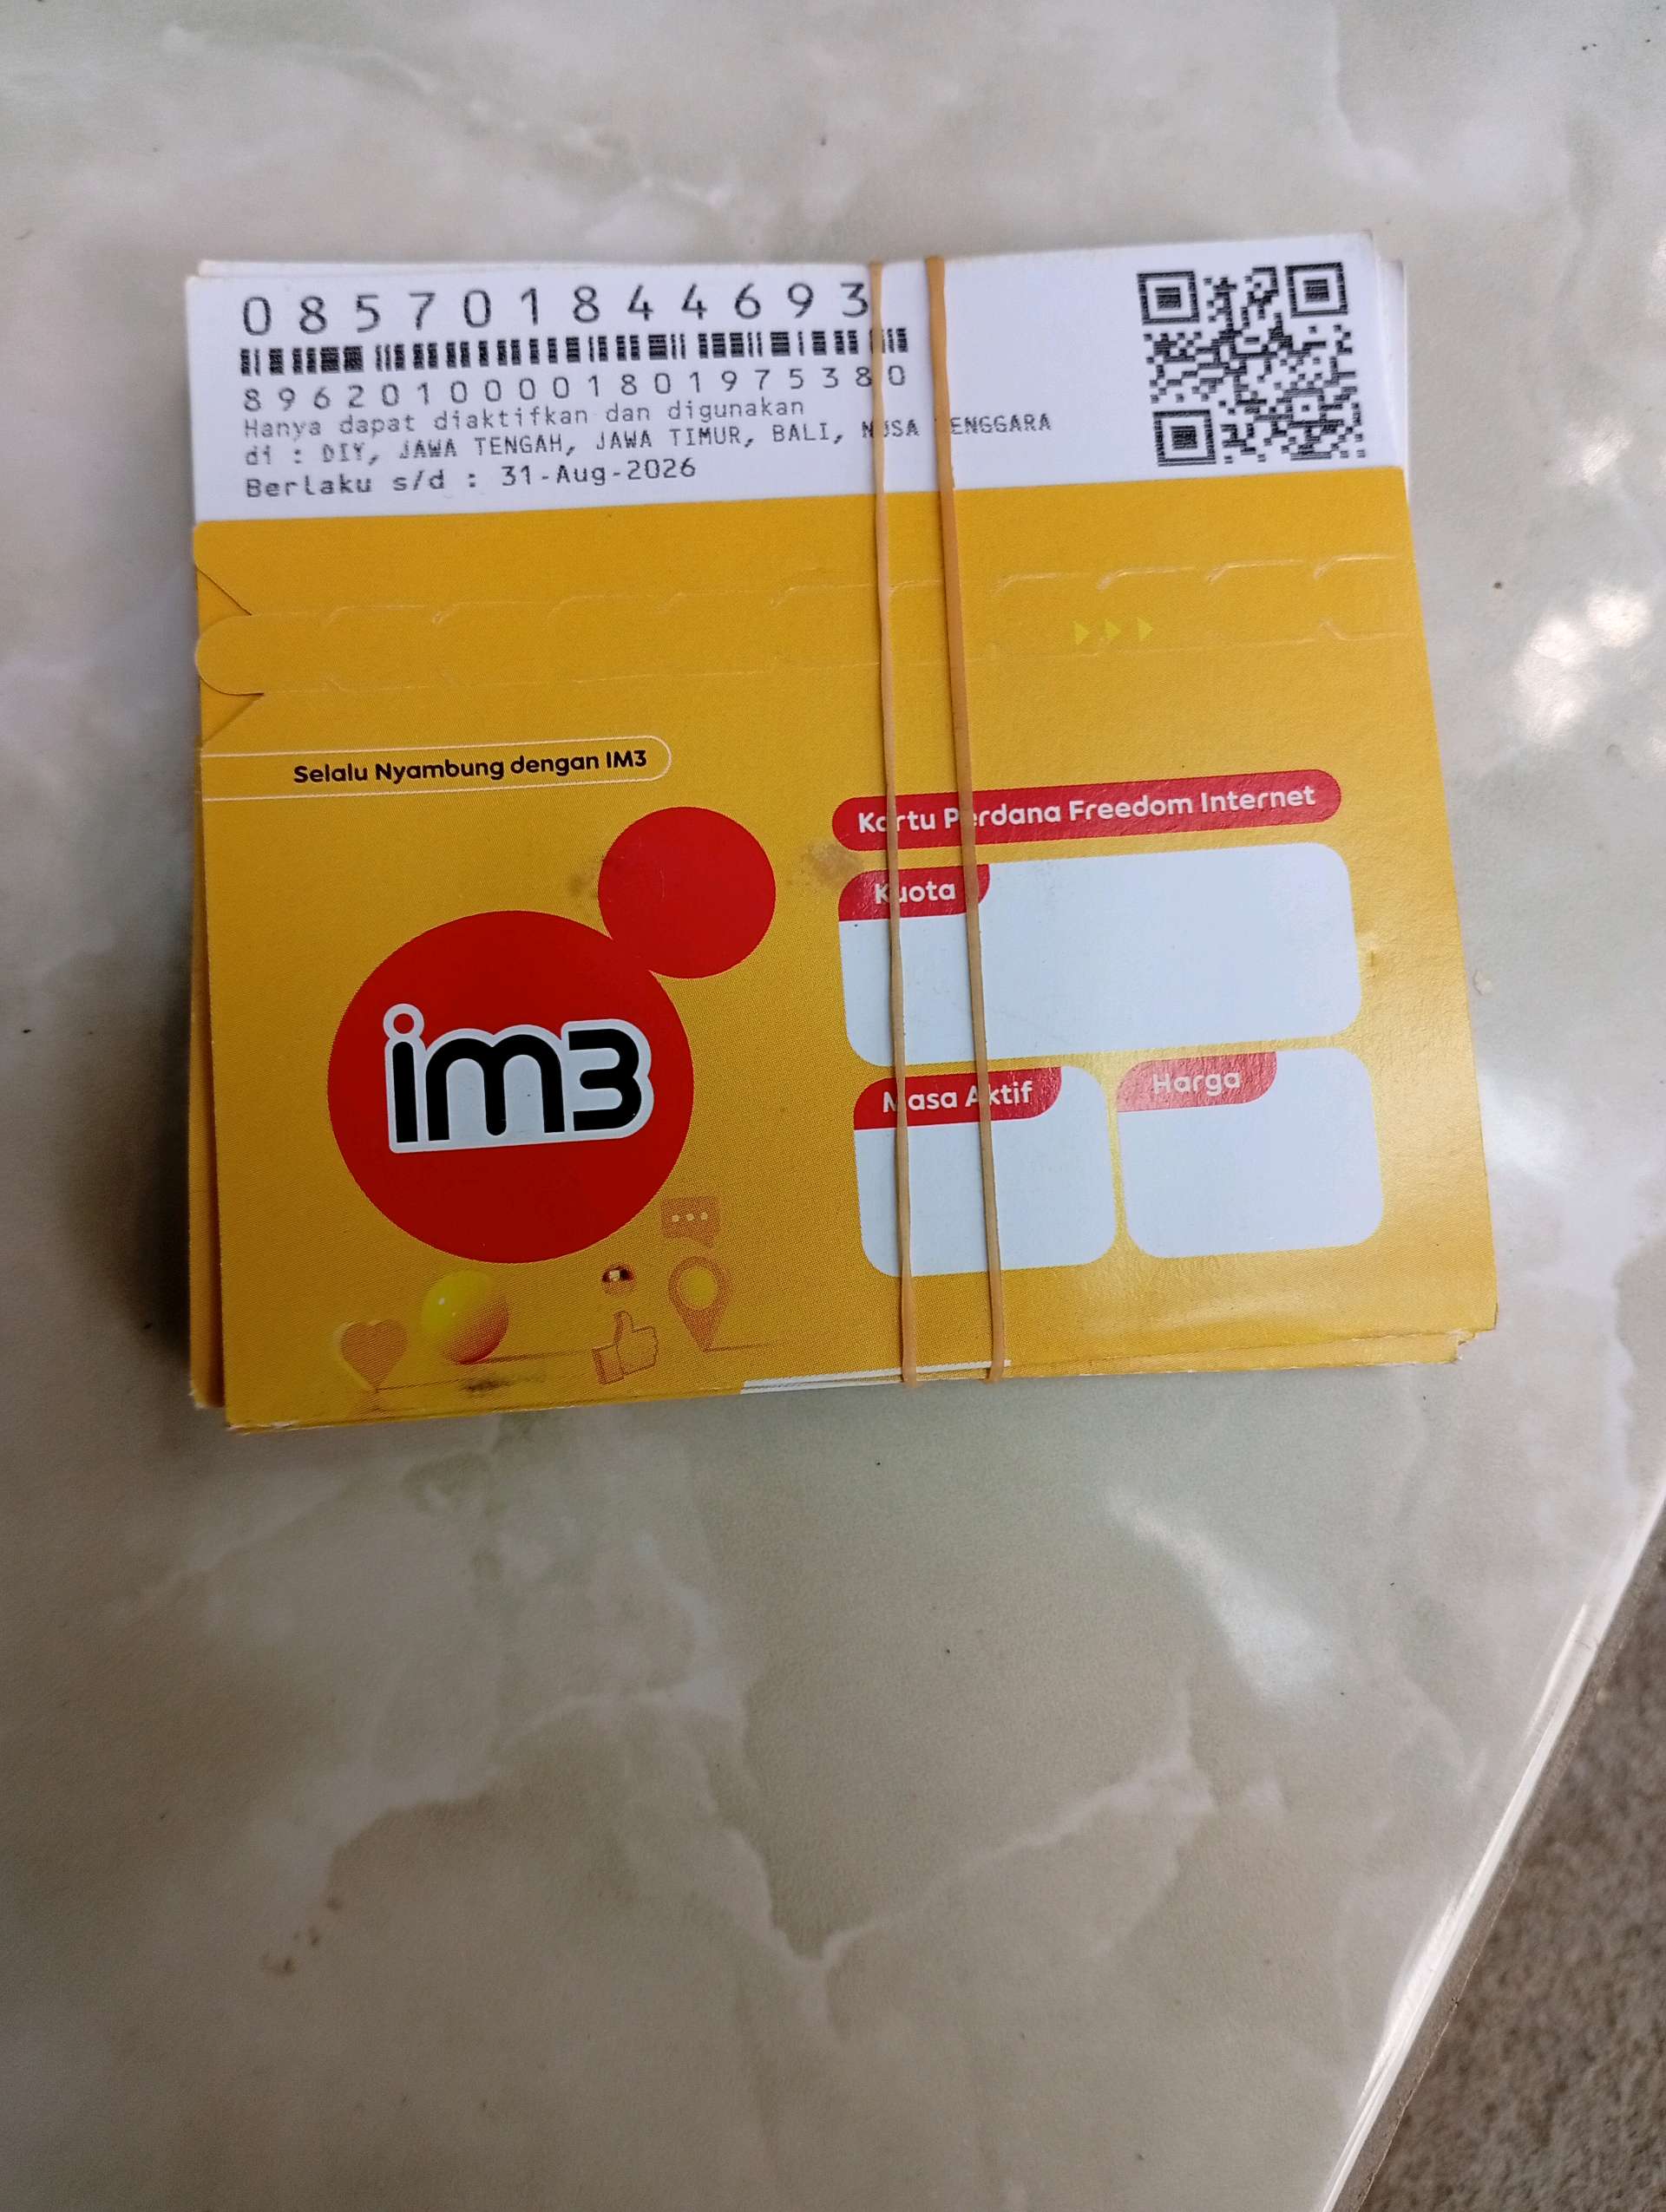 085701844693
89620100001801975380
Hanya dapat diaktifkan dan digunakan
di : DIY, JAWA TENGAH, JAWA TIMUR, BALI, NUSA TENGGARA
Berlaku s/d : 31-Aug-2026
Selalu Nyambung dengan IM3
Kartu Perdana Freedom Internet
Kuota
im3
Masa Aktif
Harga